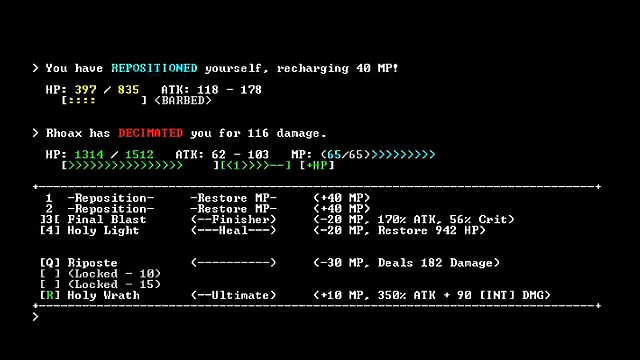 > You have REPOSITIONED yourself, recharging 40 MP!
HP: 397 / 835 ATK: 118 - 178
[:::: ] <BARBED>
> Rhoax has DECIMATED you for 116 damage.
HP: 1314 / 1512 ATK: 62 - 103 MP: <65/65>>>>>>>>>>
[>>>>>>>>>>>>>>>> ][<1>>>>--] [+HP]
+------------------------------------------------------------------------------+
1 -Reposition- -Restore MP- (+40 MP)
2 -Reposition- -Restore MP- (+40 MP)
]3[ Final Blast (--Finisher) (-20 MP, 170% ATK, 56% Crit)
[4] Holy Light (---Heal---) (-20 MP, Restore 942 HP)
[Q] Riposte (----------) (-30 MP, Deals 182 Damage)
[ ] (Locked - 10)
[ ] (Locked - 15)
[R] Holy Wrath (--Ultimate) (+10 MP, 350% ATK + 90 [INT] DMG)
+------------------------------------------------------------------------------+
>